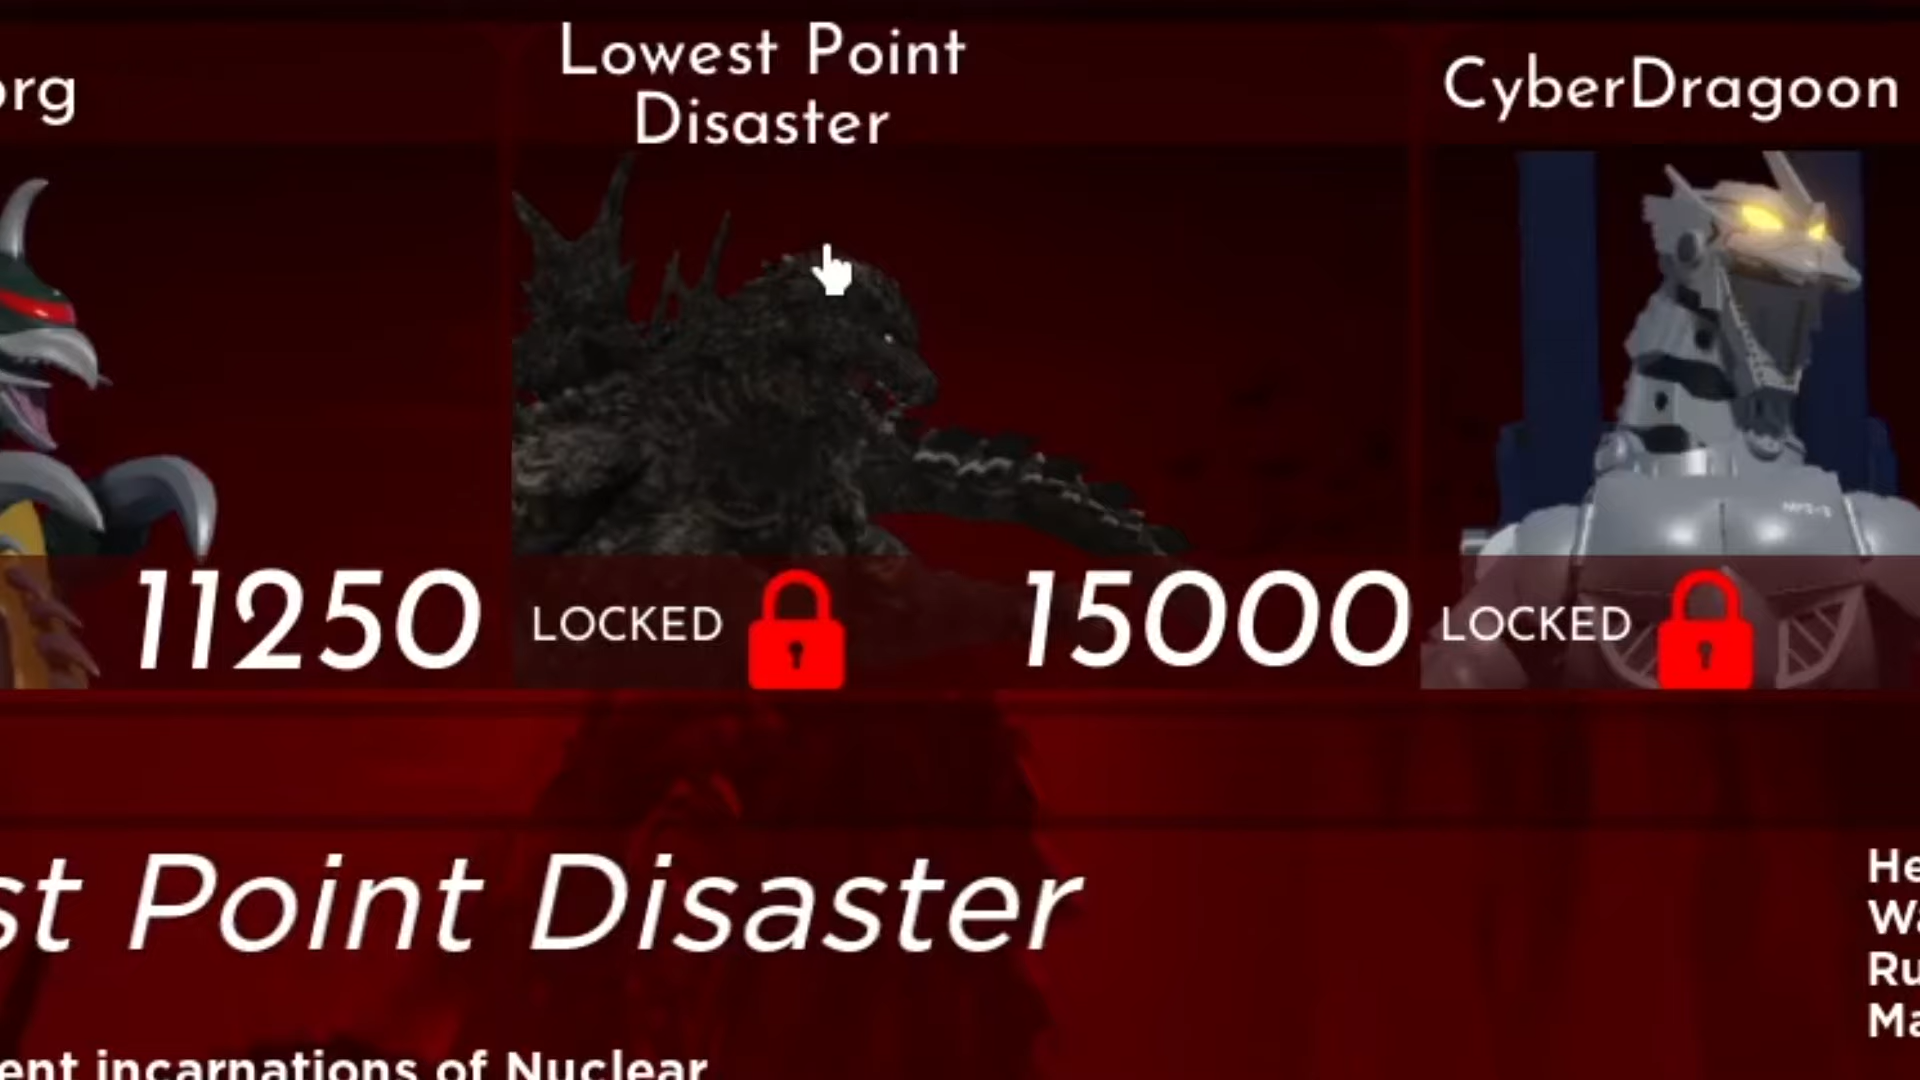 org
Lowest Point
Disaster
CyberDragoon
11250
LOCKED
15000
LOCKED
st Point Disaster
He
Wa
Ru
Ma
ent incarnations of Nuclear